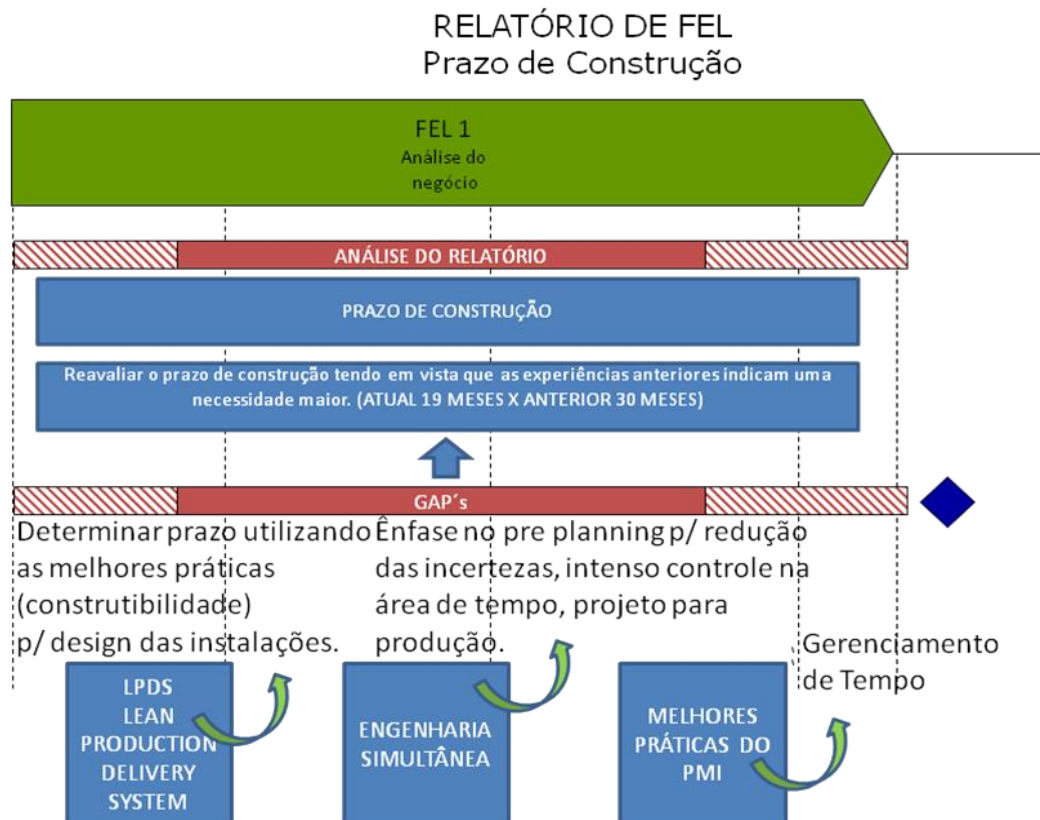 RELATÓRIO DE FEL
Prazo de Construção
FEL 1
Análise do
negócio
ANÁLISE DO RELATÓRIO
PRAZO DE CONSTRUÇÃO
Reavaliar o prazo de construção tendo em vista que as experiências anteriores indicam uma
necessidade maior. (ATUAL 19 MESES X ANTERIOR 30 MESES)
GAP´s
Determinar prazo utilizando
as melhores práticas
(construtibilidade)
p/ design das instalações.
Ênfase no pre planning p/ redução
das incertezas, intenso controle na
área de tempo, projeto para
produção.
Gerenciamento
de Tempo
LPDS
LEAN
PRODUCTION
DELIVERY
SYSTEM
ENGENHARIA
SIMULTÂNEA
MELHORES
PRÁTICAS DO
PMI